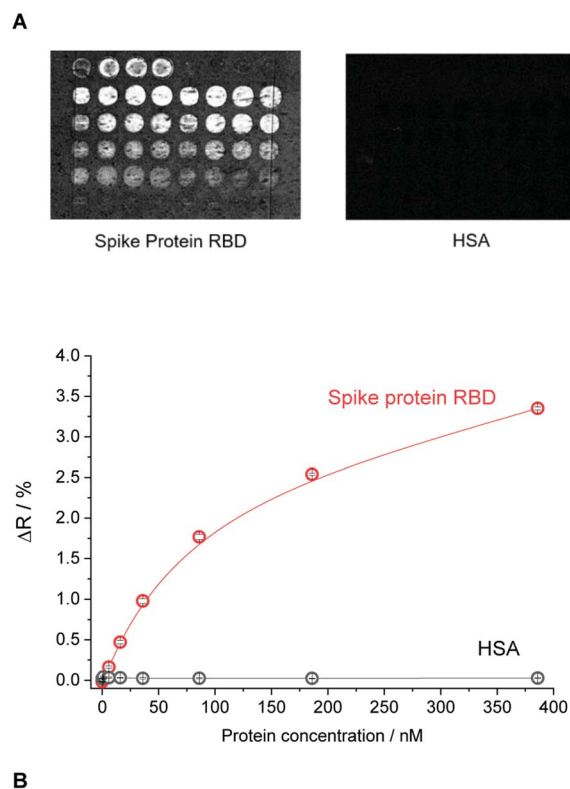 A
Spike Protein RBD
HSA
4.0
3.5
3.0
2.5
2.0
1.5
1.0
0.5
0.0
ΔR / %
Spike protein RBD
HSA
0
50
100
150
200
250
300
350
400
Protein concentration / nM
B